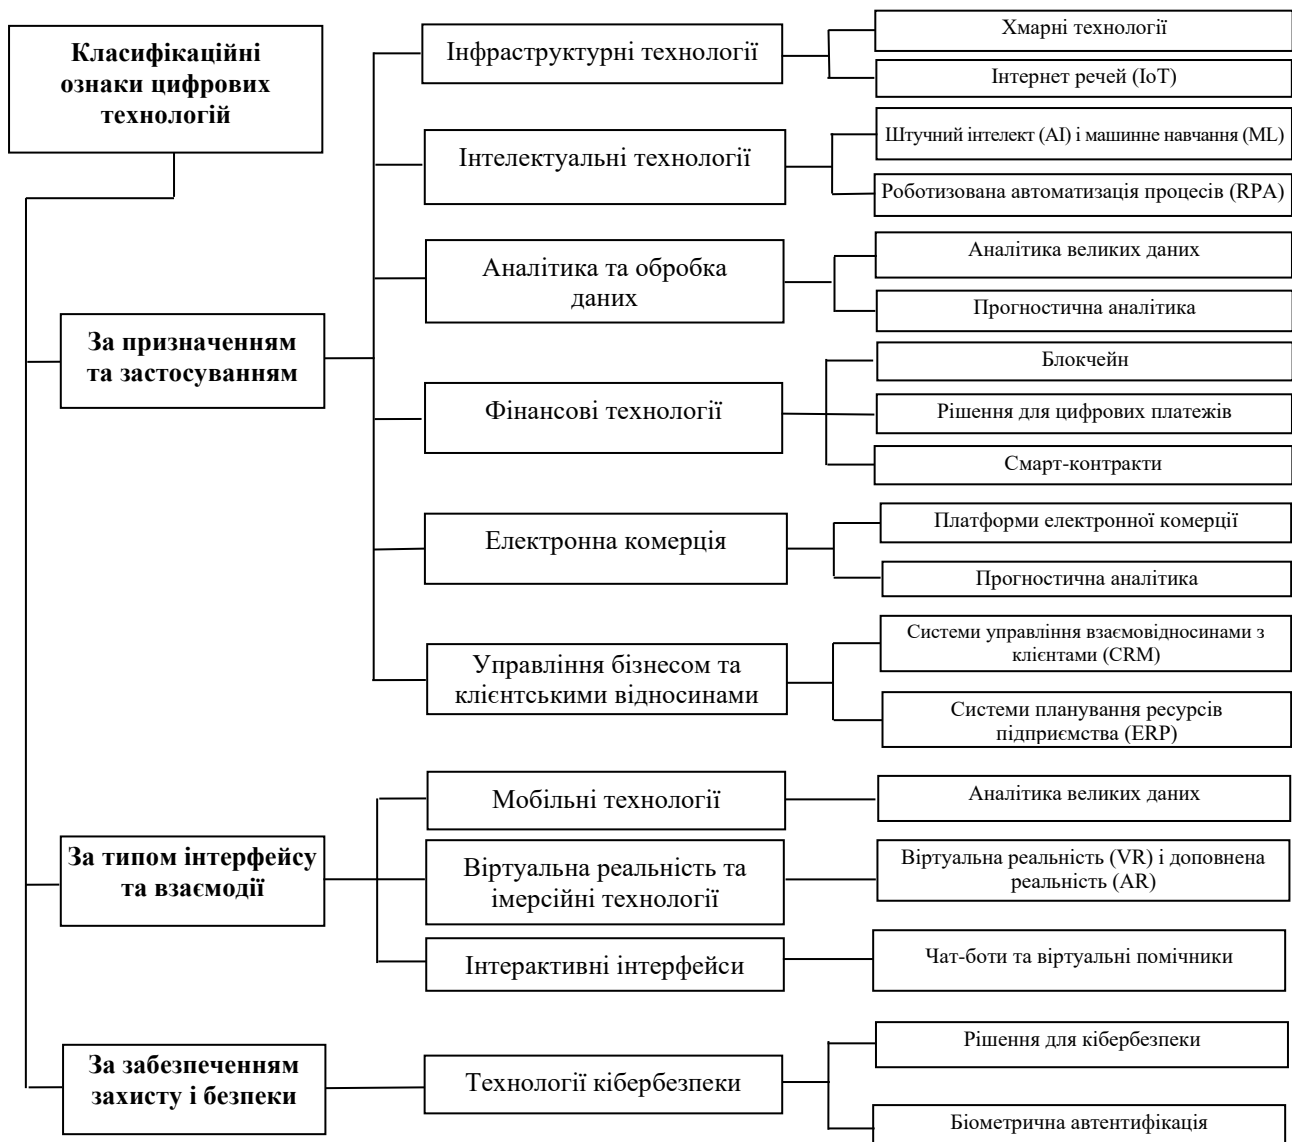 Класифікаційні
ознаки цифрових
технологій
Інфраструктурні технології
Хмарні технології
Інтернет речей (IoT)
Інтелектуальні технології
Штучний інтелект (AI) і машинне навчання (ML)
Роботизована автоматизація процесів (RPA)
За призначенням
та застосуванням
Аналітика та обробка
даних
Аналітика великих даних
Прогностична аналітика
Фінансові технології
Блокчейн
Рішення для цифрових платежів
Смарт-контракти
Електронна комерція
Платформи електронної комерції
Прогностична аналітика
Управління бізнесом та
клієнтськими відносинами
Системи управління взаємовідносинами з
клієнтами (CRM)
Системи планування ресурсів
підприємства (ERP)
За типом інтерфейсу
та взаємодії
Мобільні технології
Аналітика великих даних
Віртуальна реальність та
імерсійні технології
Віртуальна реальність (VR) і доповнена
реальність (AR)
Інтерактивні інтерфейси
Чат-боти та віртуальні помічники
За забезпеченням
захисту і безпеки
Технології кібербезпеки
Рішення для кібербезпеки
Біометрична автентифікація